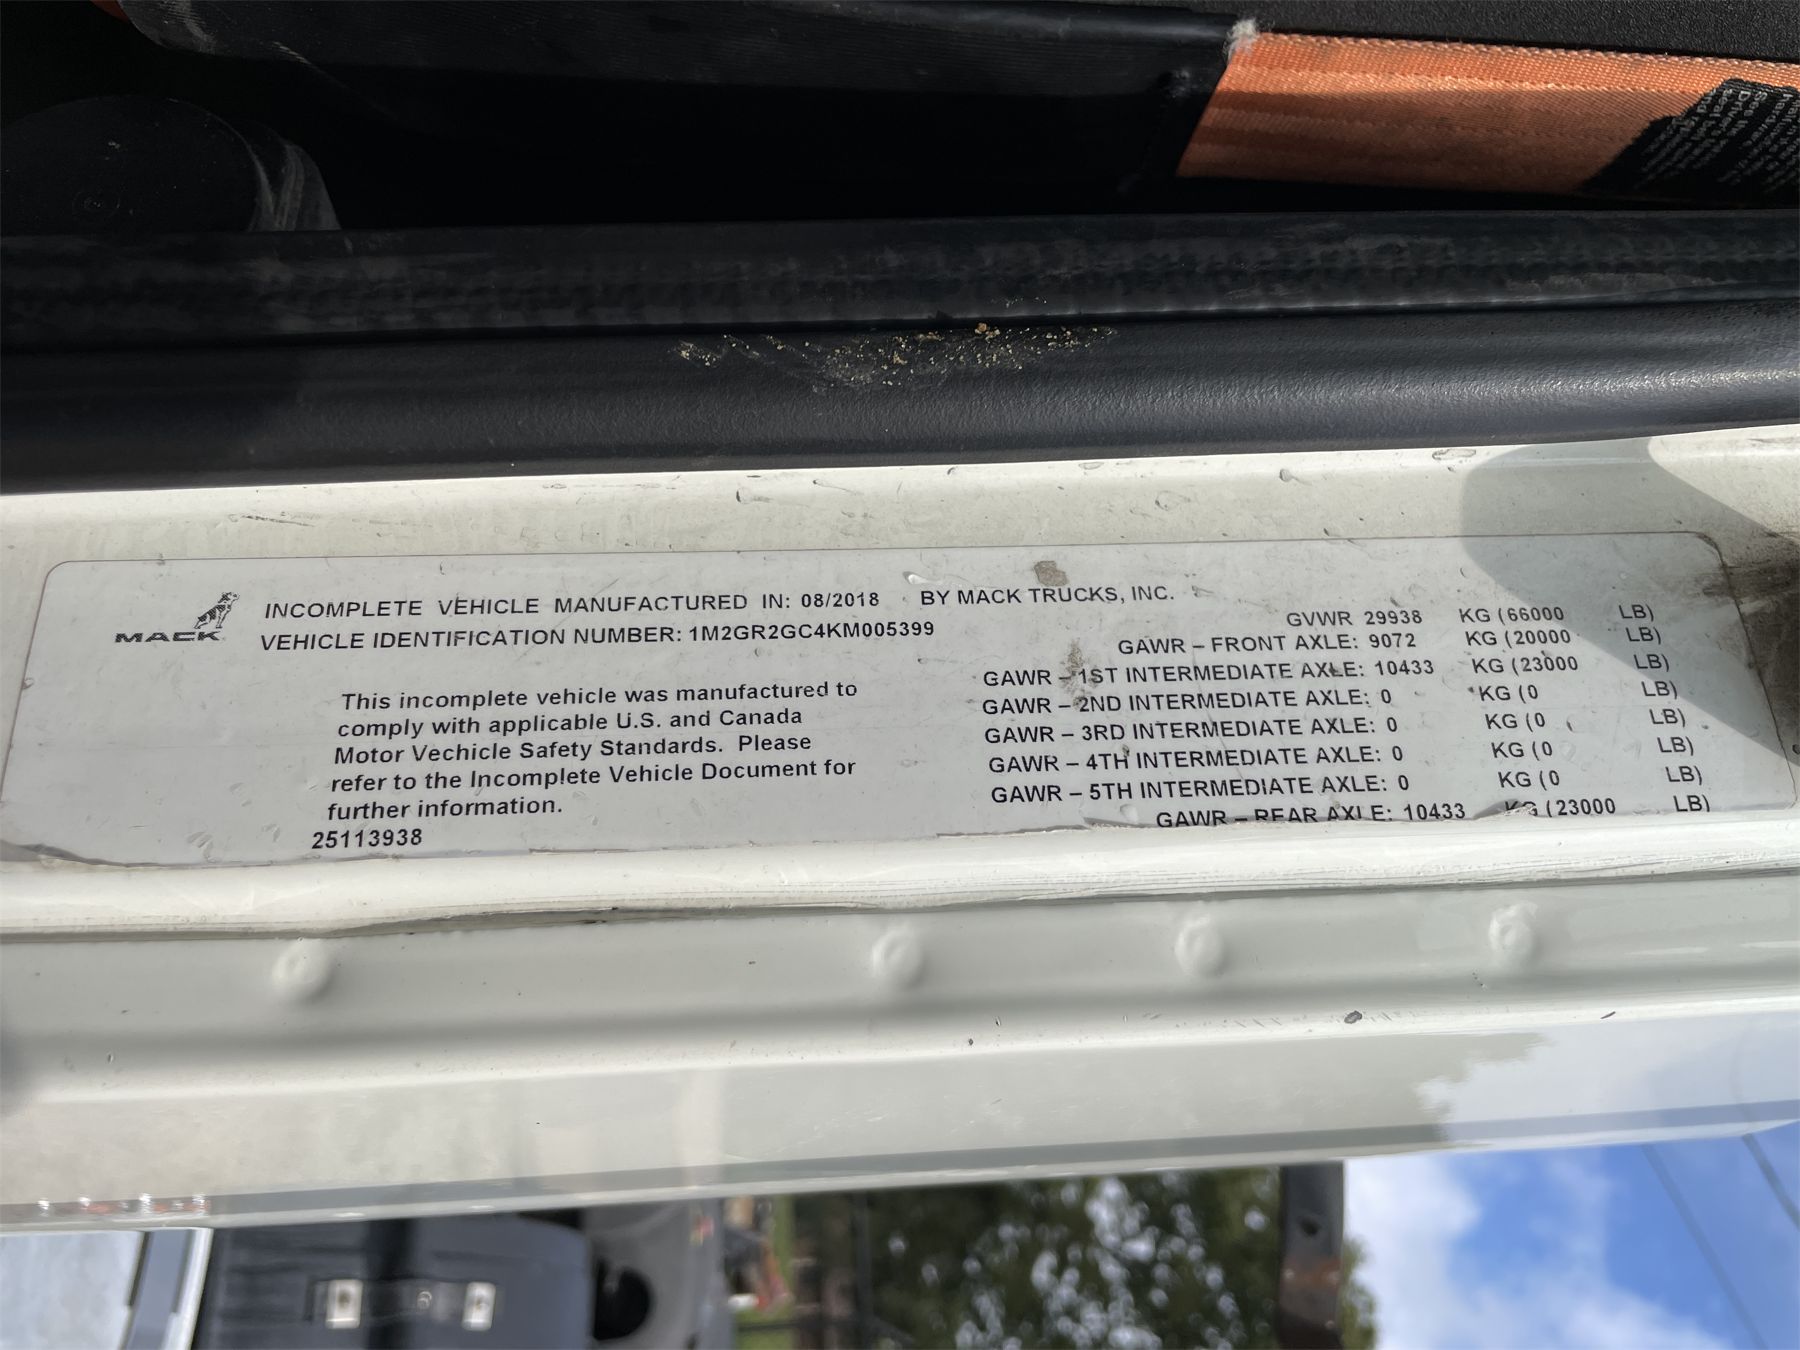 MACK
INCOMPLETE VEHICLE MANUFACTURED IN: 08/2018 BY MACK TRUCKS, INC.
VEHICLE IDENTIFICATION NUMBER: 1M2GR2GC4KM005399
This incomplete vehicle was manufactured to
comply with applicable U.S. and Canada
Motor Vechicle Safety Standards. Please
refer to the Incomplete Vehicle Document for
further information.
25113938
GVWR 29938 KG (66000 LB)
GAWR – FRONT AXLE: 9072 KG (20000 LB)
GAWR – 1ST INTERMEDIATE AXLE: 10433 KG (23000 LB)
GAWR – 2ND INTERMEDIATE AXLE: 0 KG (0 LB)
GAWR – 3RD INTERMEDIATE AXLE: 0 KG (0 LB)
GAWR – 4TH INTERMEDIATE AXLE: 0 KG (0 LB)
GAWR – 5TH INTERMEDIATE AXLE: 0 KG (0 LB)
GAWR – REAR AXLE: 10433 KG (23000 LB)